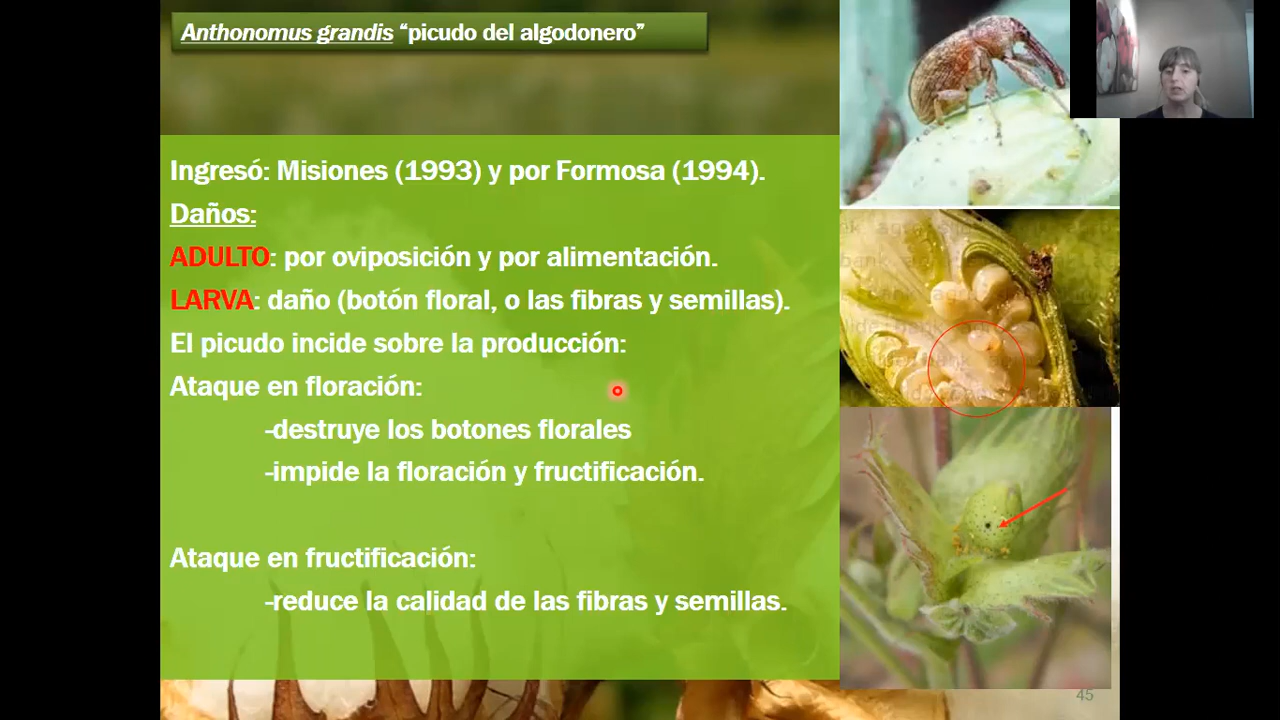 Anthonomus grandis “picudo del algodonero”
Ingresó: Misiones (1993) y por Formosa (1994).
Daños:
ADULTO: por oviposición y por alimentación.
LARVA: daño (botón floral, o las fibras y semillas).
El picudo incide sobre la producción:
Ataque en floración:
-destruye los botones florales
-impide la floración y fructificación.
Ataque en fructificación:
-reduce la calidad de las fibras y semillas.
45